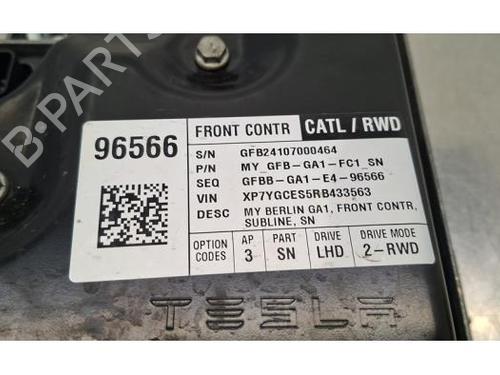 96566
FRONT CONTR CATL / RWD
S/N GFB24107000464
P/N MY_GFB-GA1-FC1_SN
SEQ GFBB-GA1-E4-96566
VIN XP7YGCES5RB433563
DESC MY BERLIN GA1, FRONT CONTR,
SUBLINE, SN
OPTION CODES AP 3 PART SN DRIVE LHD DRIVE MODE 2-RWD
TESLA
B-PARTS